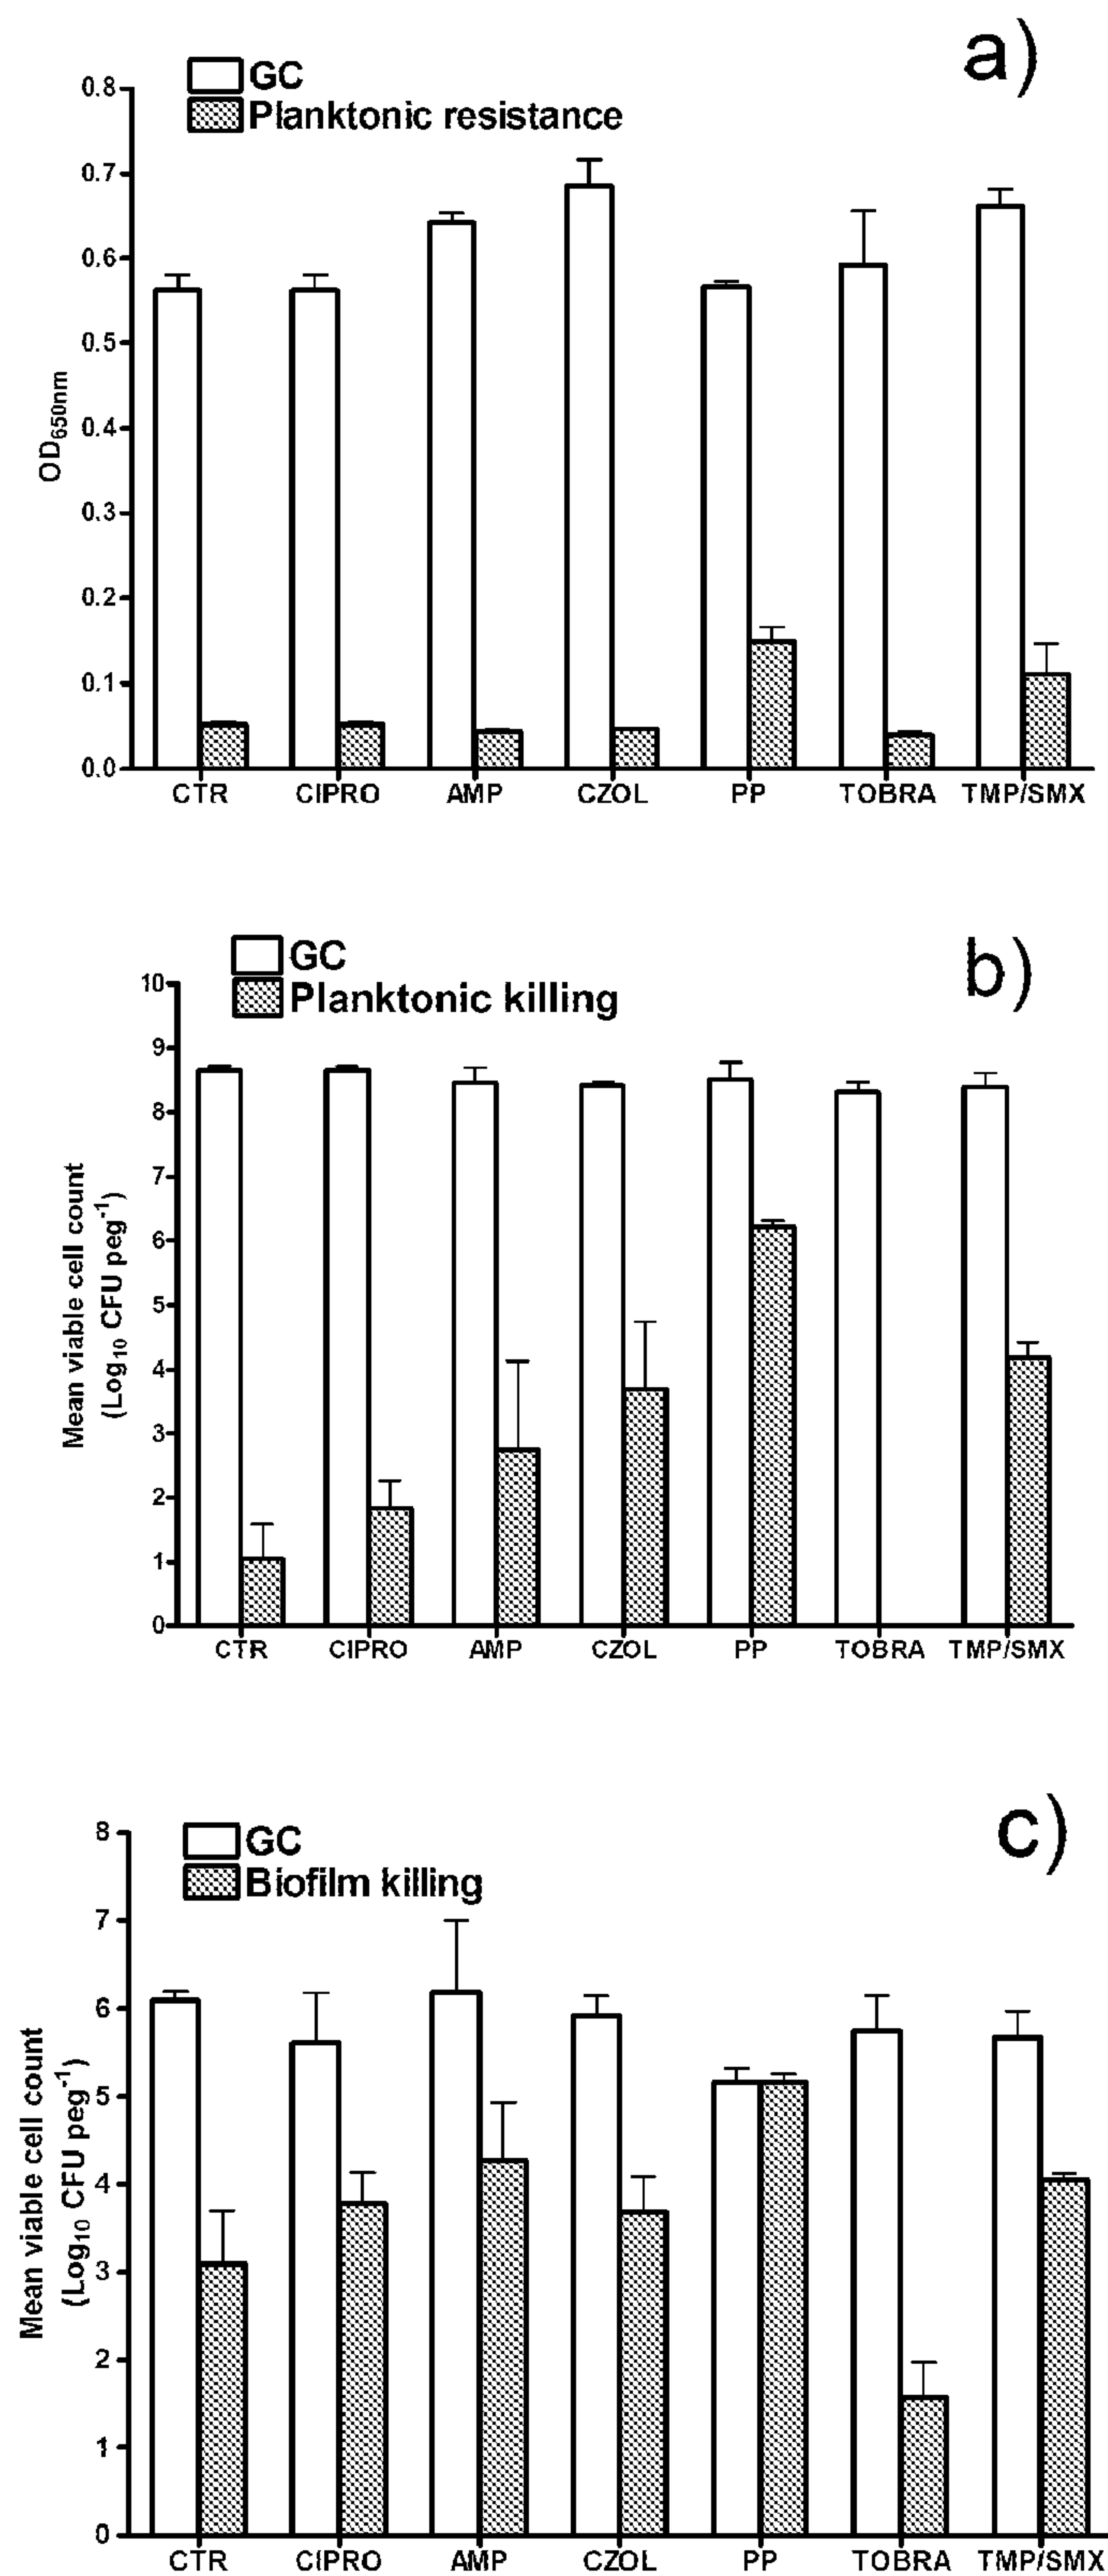 a)
GC
Planktonic resistance
0.8
0.7
0.6
0.5
0.4
0.3
0.2
0.1
0.0
OD650nm
CTR CIPRO AMP CZOL PP TOBRA TMP/SMX
b)
GC
Planktonic killing
10
9
8
7
6
5
4
3
2
1
0
Mean viable cell count
(Log10 CFU peg-1)
CTR CIPRO AMP CZOL PP TOBRA TMP/SMX
c)
GC
Biofilm killing
8
7
6
5
4
3
2
1
0
Mean viable cell count
(Log10 CFU peg-1)
CTR CIPRO AMP CZOL PP TOBRA TMP/SMX